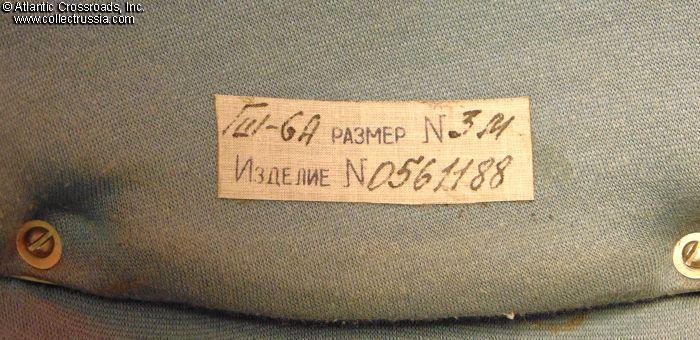 © Atlantic Crossroads, Inc.
www.collectrussia.com
ГШ-6А РАЗМЕР N 3М
ИЗДЕЛИЕ N 0561188